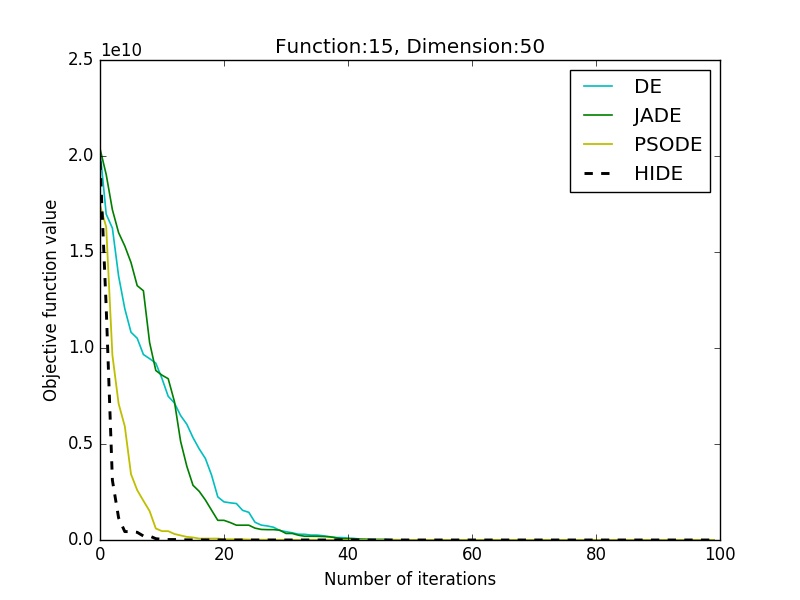 Function:15, Dimension:50
1e10
2.5
2.0
1.5
1.0
0.5
0.0
Objective function value
DE
JADE
PSODE
HIDE
0 20 40 60 80 100
Number of iterations